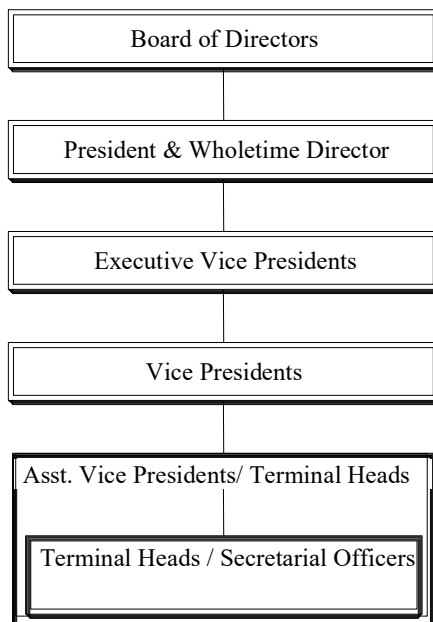 Board of Directors
President & Wholetime Director
Executive Vice Presidents
Vice Presidents
Asst. Vice Presidents/ Terminal Heads
Terminal Heads / Secretarial Officers